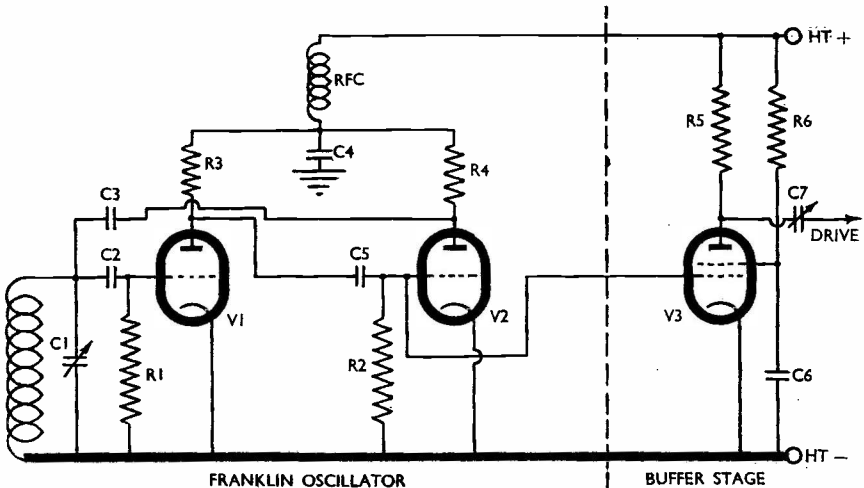 HT +
RFC
R5
R6
R3
C4
R4
C7
C3
DRIVE
C2
C5
V1
V2
V3
C1
R1
R2
C6
HT −
FRANKLIN OSCILLATOR
BUFFER STAGE